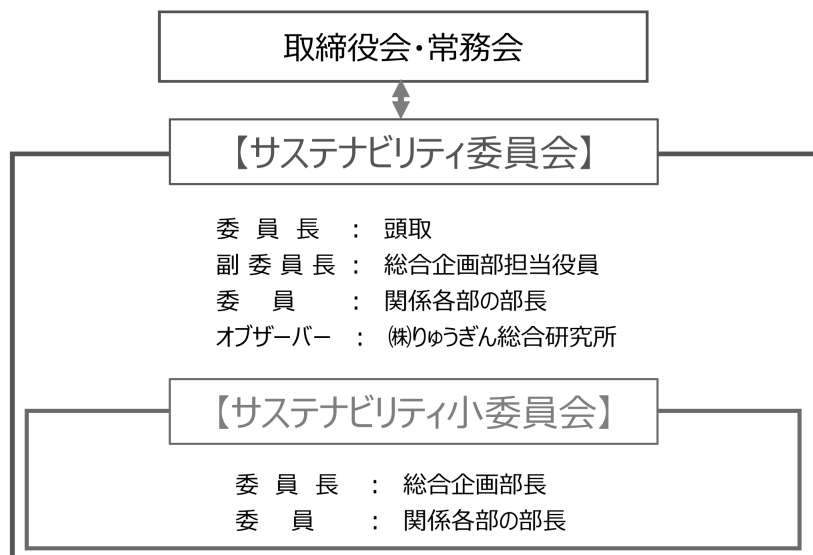 取締役会・常務会
【サステナビリティ委員会】
委員長：頭取
副委員長：総合企画部担当役員
委員：関係各部の部長
オブザーバー：㈱りゅうぎん総合研究所
【サステナビリティ小委員会】
委員長：総合企画部長
委員：関係各部の部長